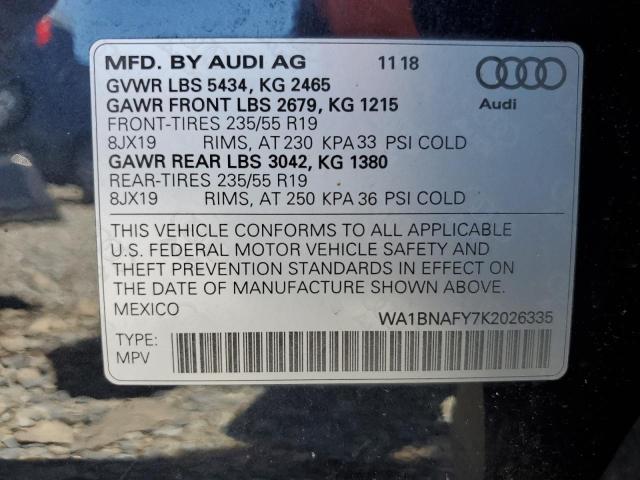 MFD. BY AUDI AG 11 18
GVWR LBS 5434, KG 2465
GAWR FRONT LBS 2679, KG 1215
Audi
FRONT-TIRES 235/55 R19
8JX19 RIMS, AT 230 KPA 33 PSI COLD
GAWR REAR LBS 3042, KG 1380
REAR-TIRES 235/55 R19
8JX19 RIMS, AT 250 KPA 36 PSI COLD
THIS VEHICLE CONFORMS TO ALL APPLICABLE
U.S. FEDERAL MOTOR VEHICLE SAFETY AND
THEFT PREVENTION STANDARDS IN EFFECT ON
THE DATE OF MANUFACTURE SHOWN ABOVE.
MEXICO WA1BNAFY7K2026335
TYPE:
MPV